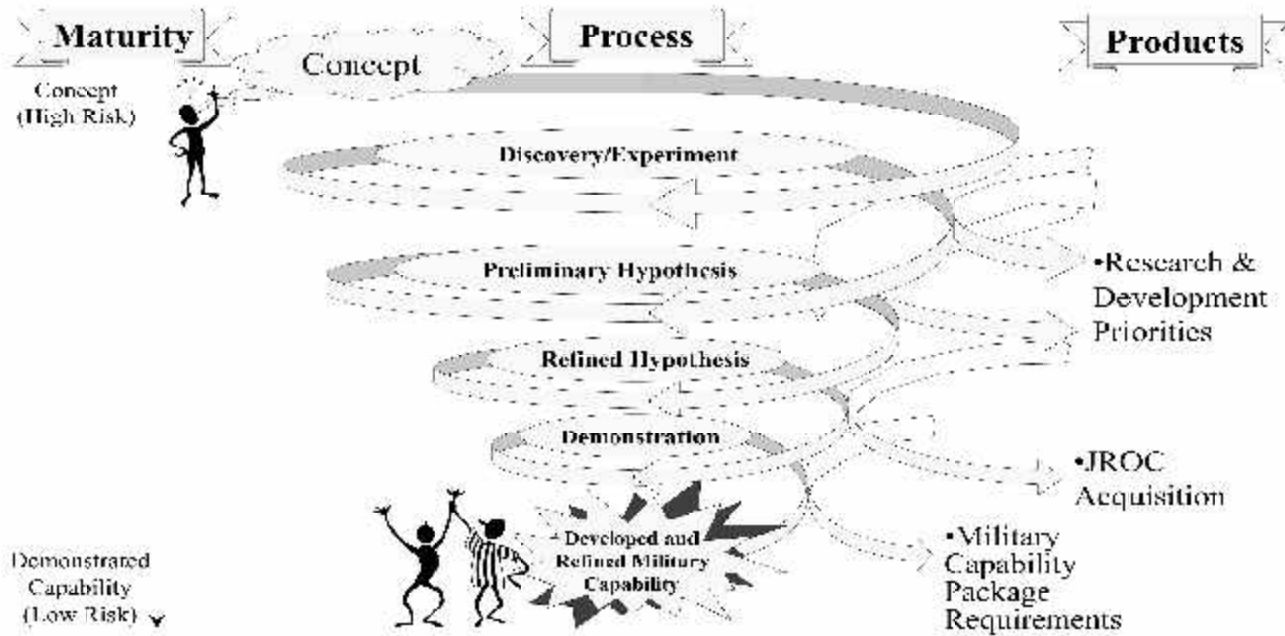 Maturity
Process
Products
Concept
Concept
(High Risk)
Discovery/Experiment
Preliminary Hypothesis
•Research &
Development
Priorities
Refined Hypothesis
Demonstration
•JROC
Acquisition
Developed and
Refined Military
Capability
•Military
Capability
Package
Requirements
Demonstrated
Capability
(Low Risk)